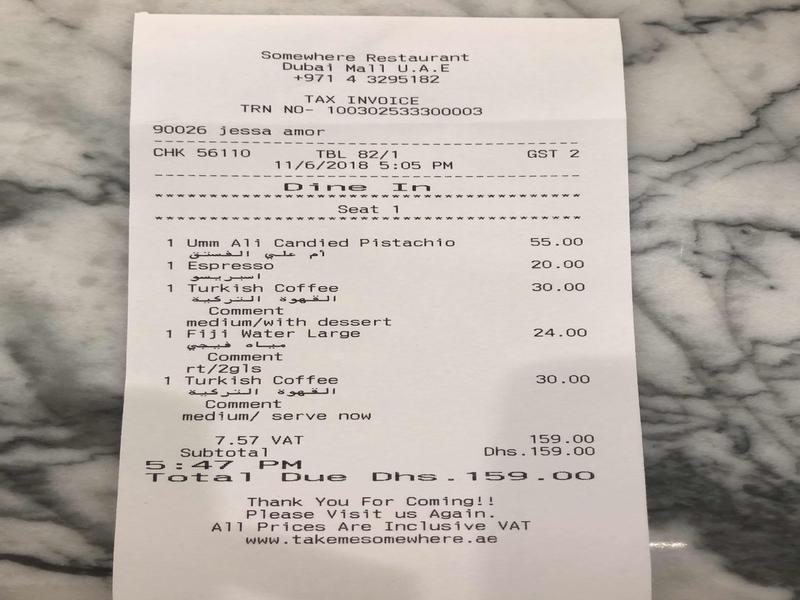 Somewhere Restaurant
Dubai Mall U.A.E
+971 4 3295182
TAX INVOICE
TRN NO- 100302533300003
90026 jessa amor
CHK 56110 TBL 82/1 GST 2
11/6/2018 5:05 PM
Dine In
Seat 1
1 Umm Ali Candied Pistachio 55.00
أم علي الفستق
1 Espresso 20.00
اسبريسو
1 Turkish Coffee 30.00
القهوة التركية
Comment
medium/with dessert
1 Fiji Water Large 24.00
مياه فيجي
Comment
rt/2gls
1 Turkish Coffee 30.00
القهوة التركية
Comment
medium/ serve now
7.57 VAT 159.00
Subtotal Dhs.159.00
5:47 PM
Total Due Dhs.159.00
Thank You For Coming!!
Please Visit us Again.
All Prices Are Inclusive VAT
www.takemesomewhere.ae